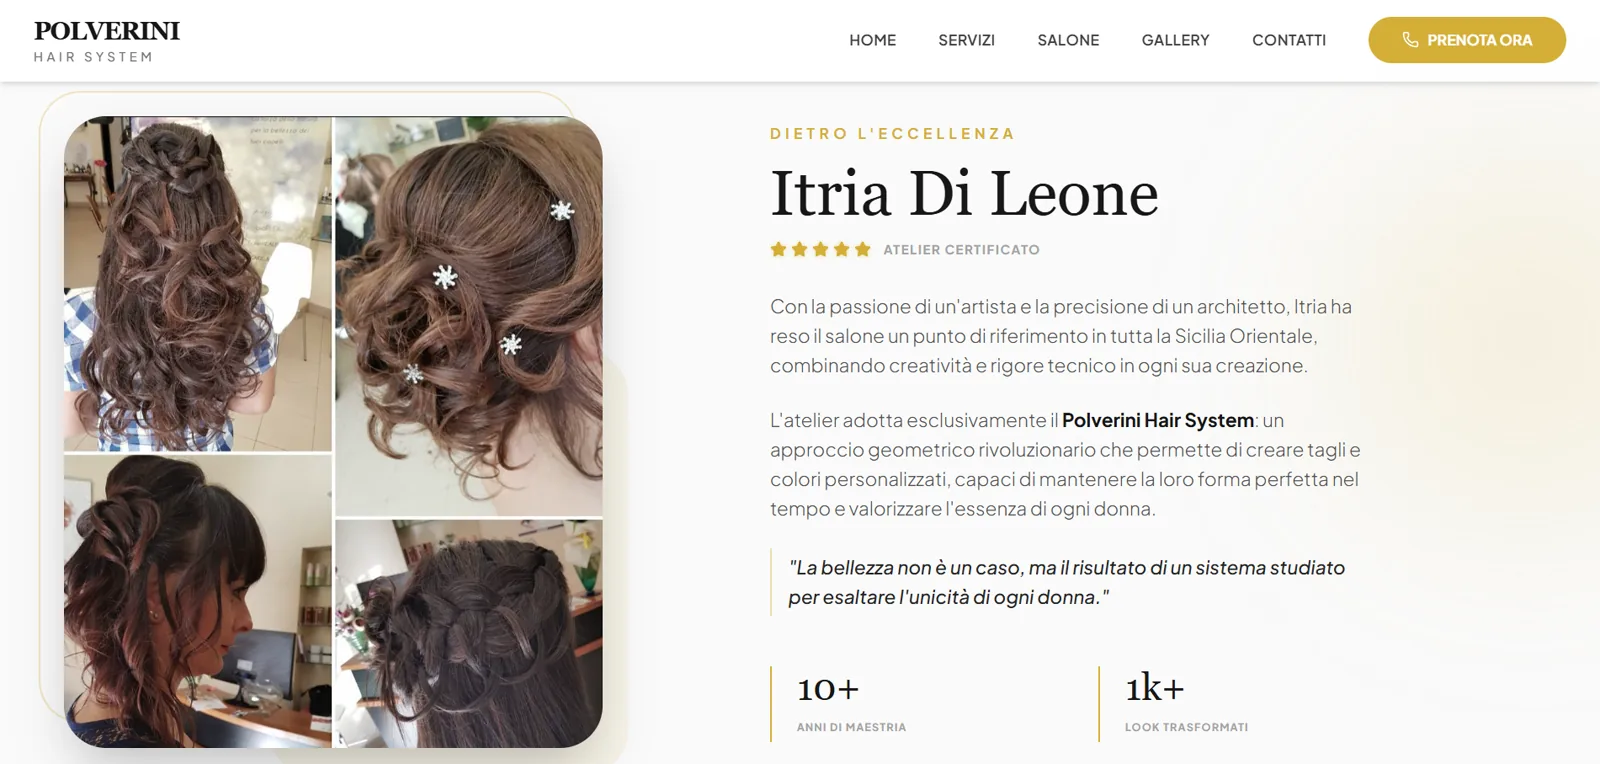 POLVERINI
HAIR SYSTEM
HOME
SERVIZI
SALONE
GALLERY
CONTATTI
PRENOTA ORA
DIETRO L'ECCELLENZA
Itria Di Leone
ATELIER CERTIFICATO
Con la passione di un'artista e la precisione di un architetto, Itria ha
reso il salone un punto di riferimento in tutta la Sicilia Orientale,
combinando creatività e rigore tecnico in ogni sua creazione.
L'atelier adotta esclusivamente il Polverini Hair System: un
approccio geometrico rivoluzionario che permette di creare tagli e
colori personalizzati, capaci di mantenere la loro forma perfetta nel
tempo e valorizzare l'essenza di ogni donna.
"La bellezza non è un caso, ma il risultato di un sistema studiato
per esaltare l'unicità di ogni donna."
10+
ANNI DI MAESTRIA
1k+
LOOK TRASFORMATI